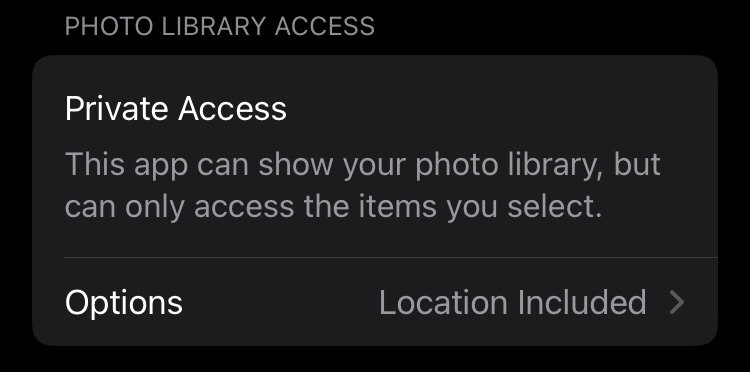 PHOTO LIBRARY ACCESS
Private Access
This app can show your photo library, but
can only access the items you select.
Options Location Included